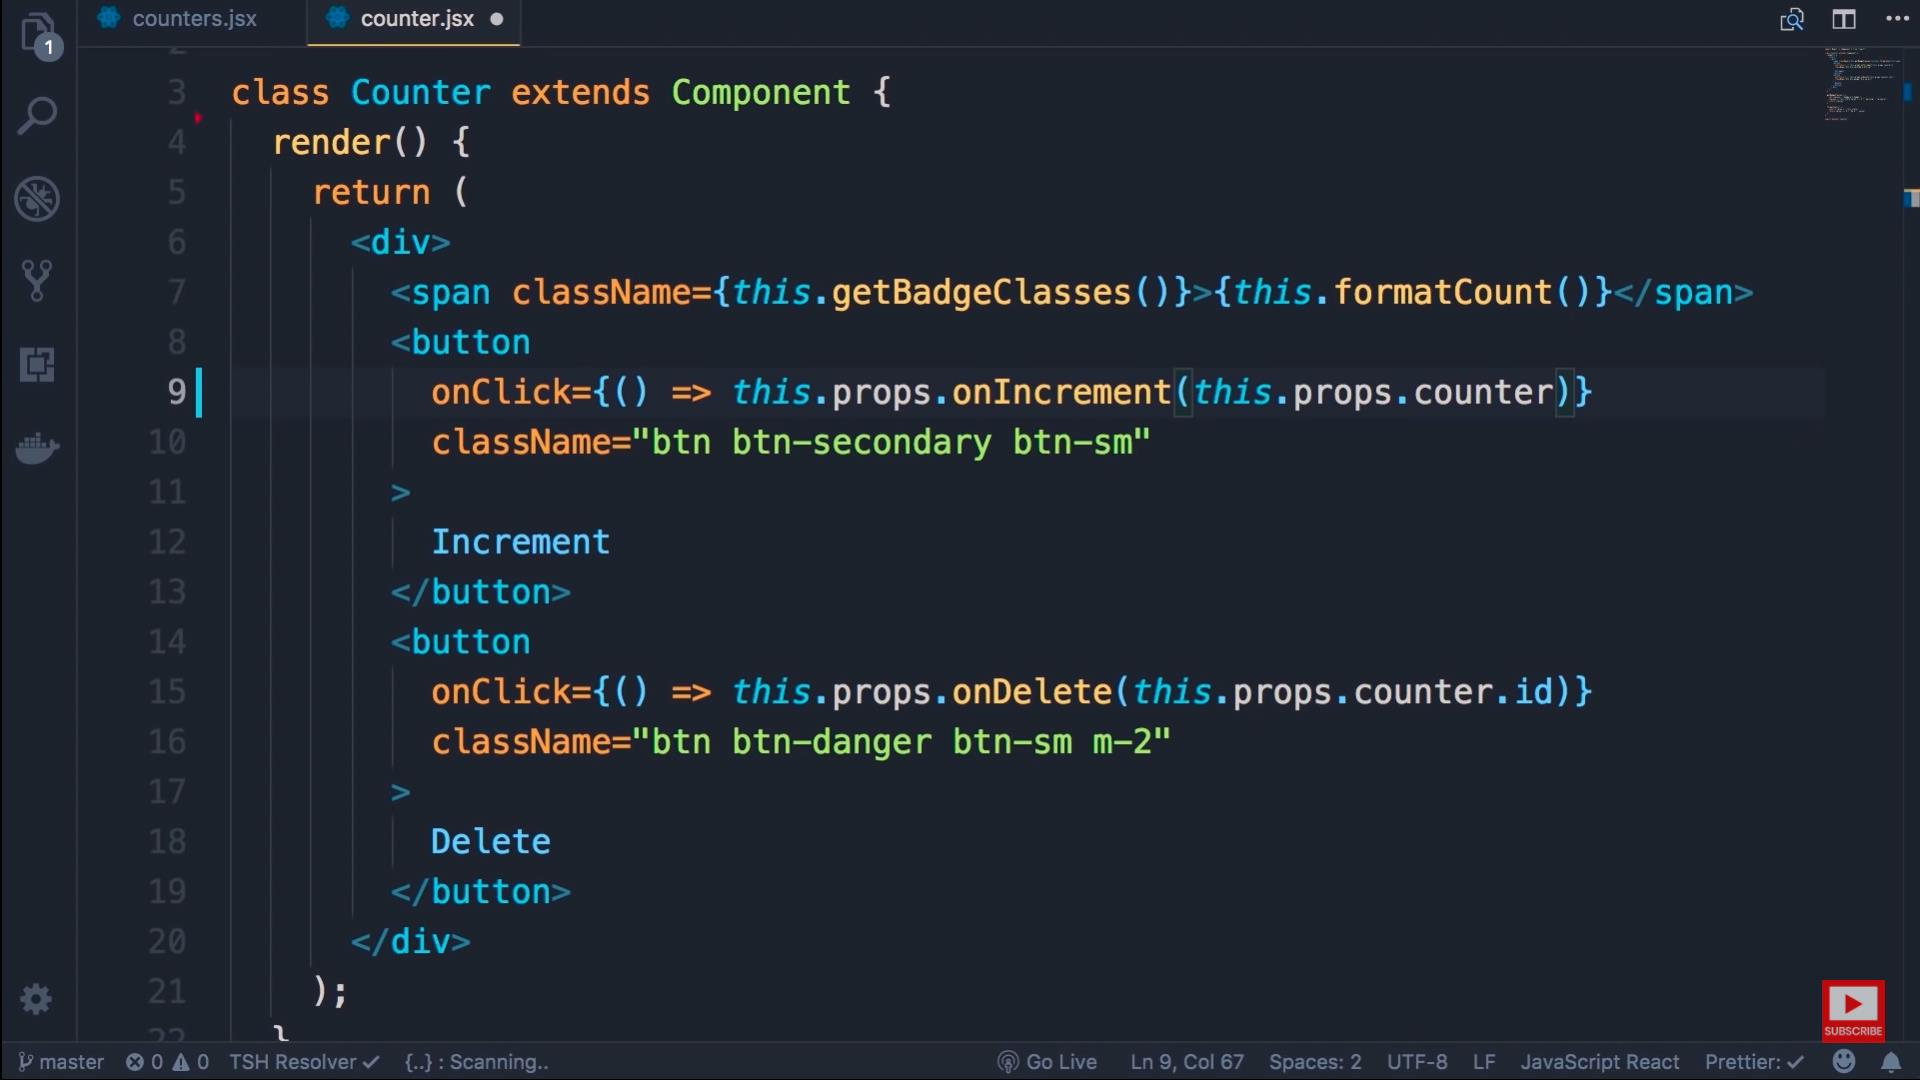 counters.jsx
counter.jsx
1
3 class Counter extends Component {
4 render() {
5 return (
6 <div>
7 <span className={this.getBadgeClasses()}>{this.formatCount()}</span>
8 <button
9 onClick={() => this.props.onIncrement(this.props.counter)}
10 className="btn btn-secondary btn-sm"
11 >
12 Increment
13 </button>
14 <button
15 onClick={() => this.props.onDelete(this.props.counter.id)}
16 className="btn btn-danger btn-sm m-2"
17 >
18 Delete
19 </button>
20 </div>
21 );
22 }
SUBSCRIBE
master 0 0 TSH Resolver ✓ {..} : Scanning.. Go Live Ln 9, Col 67 Spaces: 2 UTF-8 LF JavaScript React Prettier: ✓